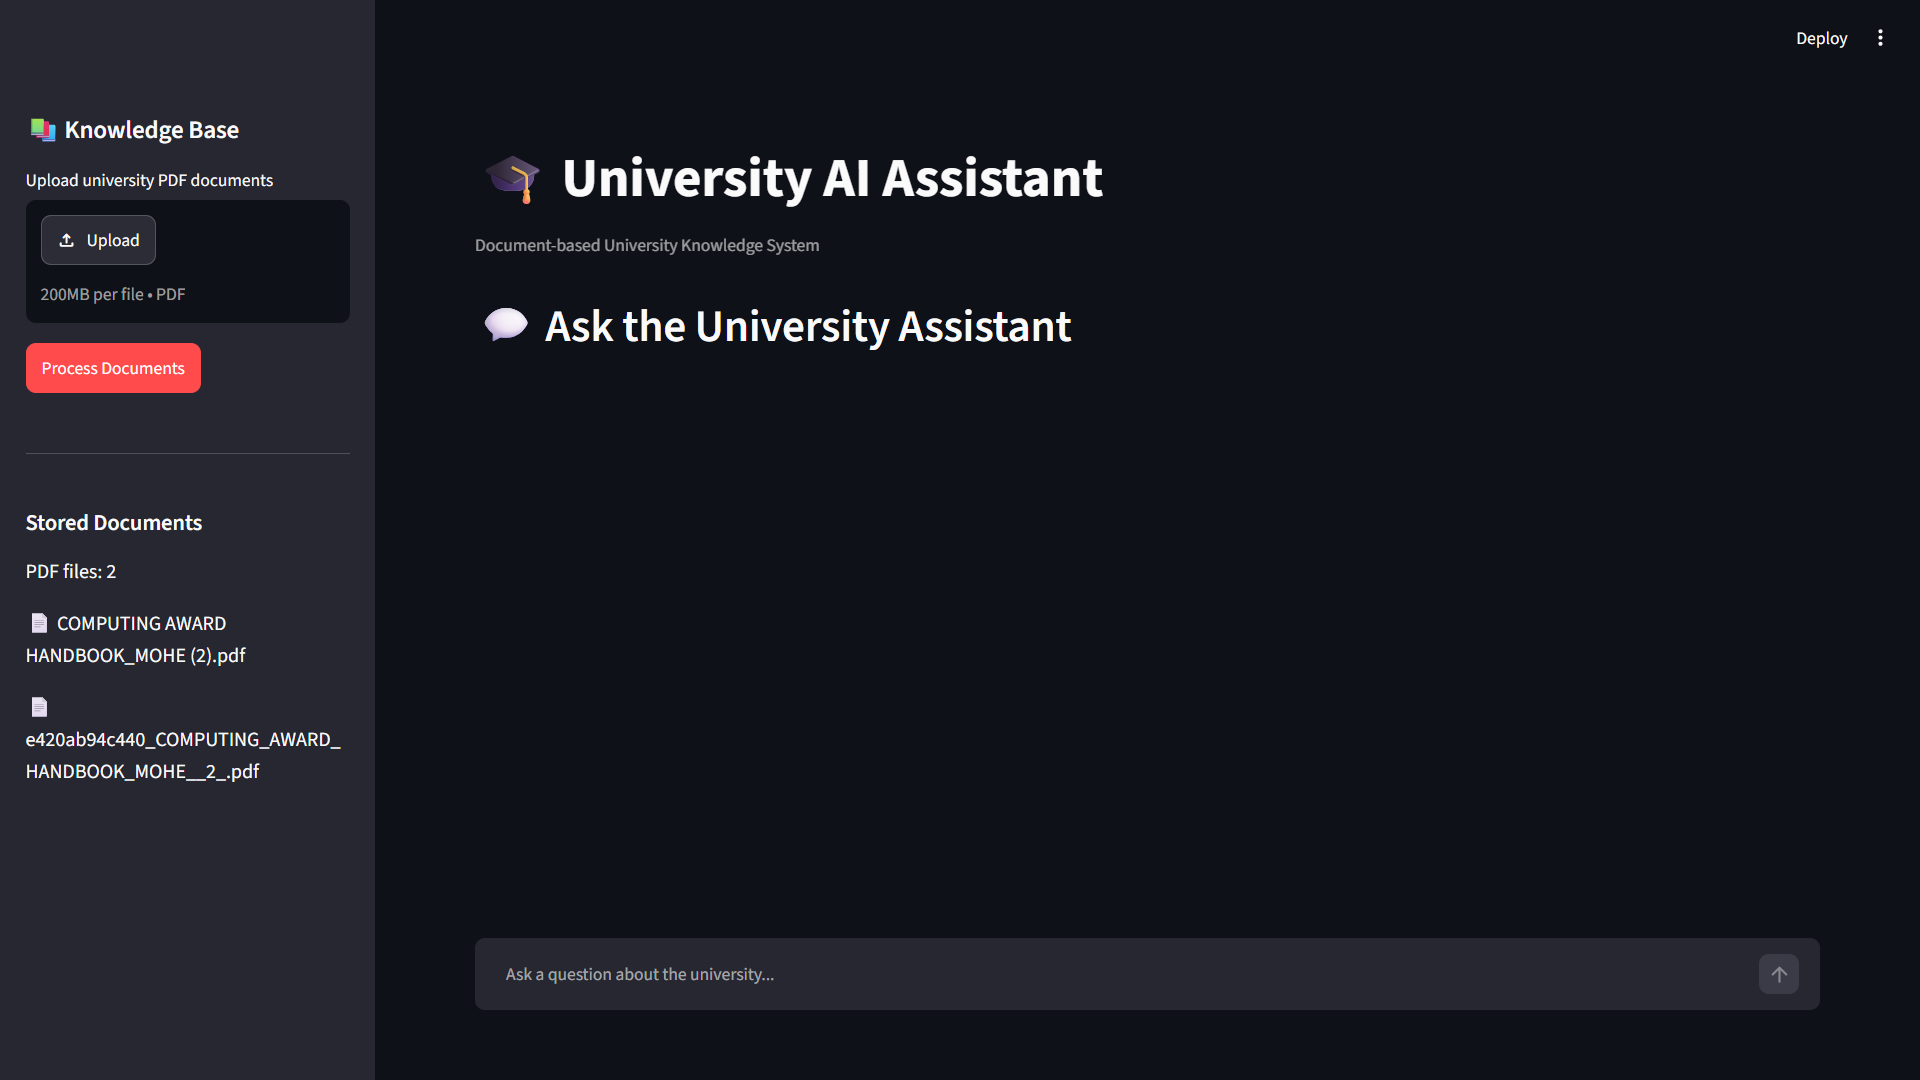 Deploy
Knowledge Base
Upload university PDF documents
Upload
200MB per file • PDF
Process Documents
Stored Documents
PDF files: 2
COMPUTING AWARD
HANDBOOK_MOHE (2).pdf
e420ab94c440_COMPUTING_AWARD_
HANDBOOK_MOHE__2_.pdf
University AI Assistant
Document-based University Knowledge System
Ask the University Assistant
Ask a question about the university...